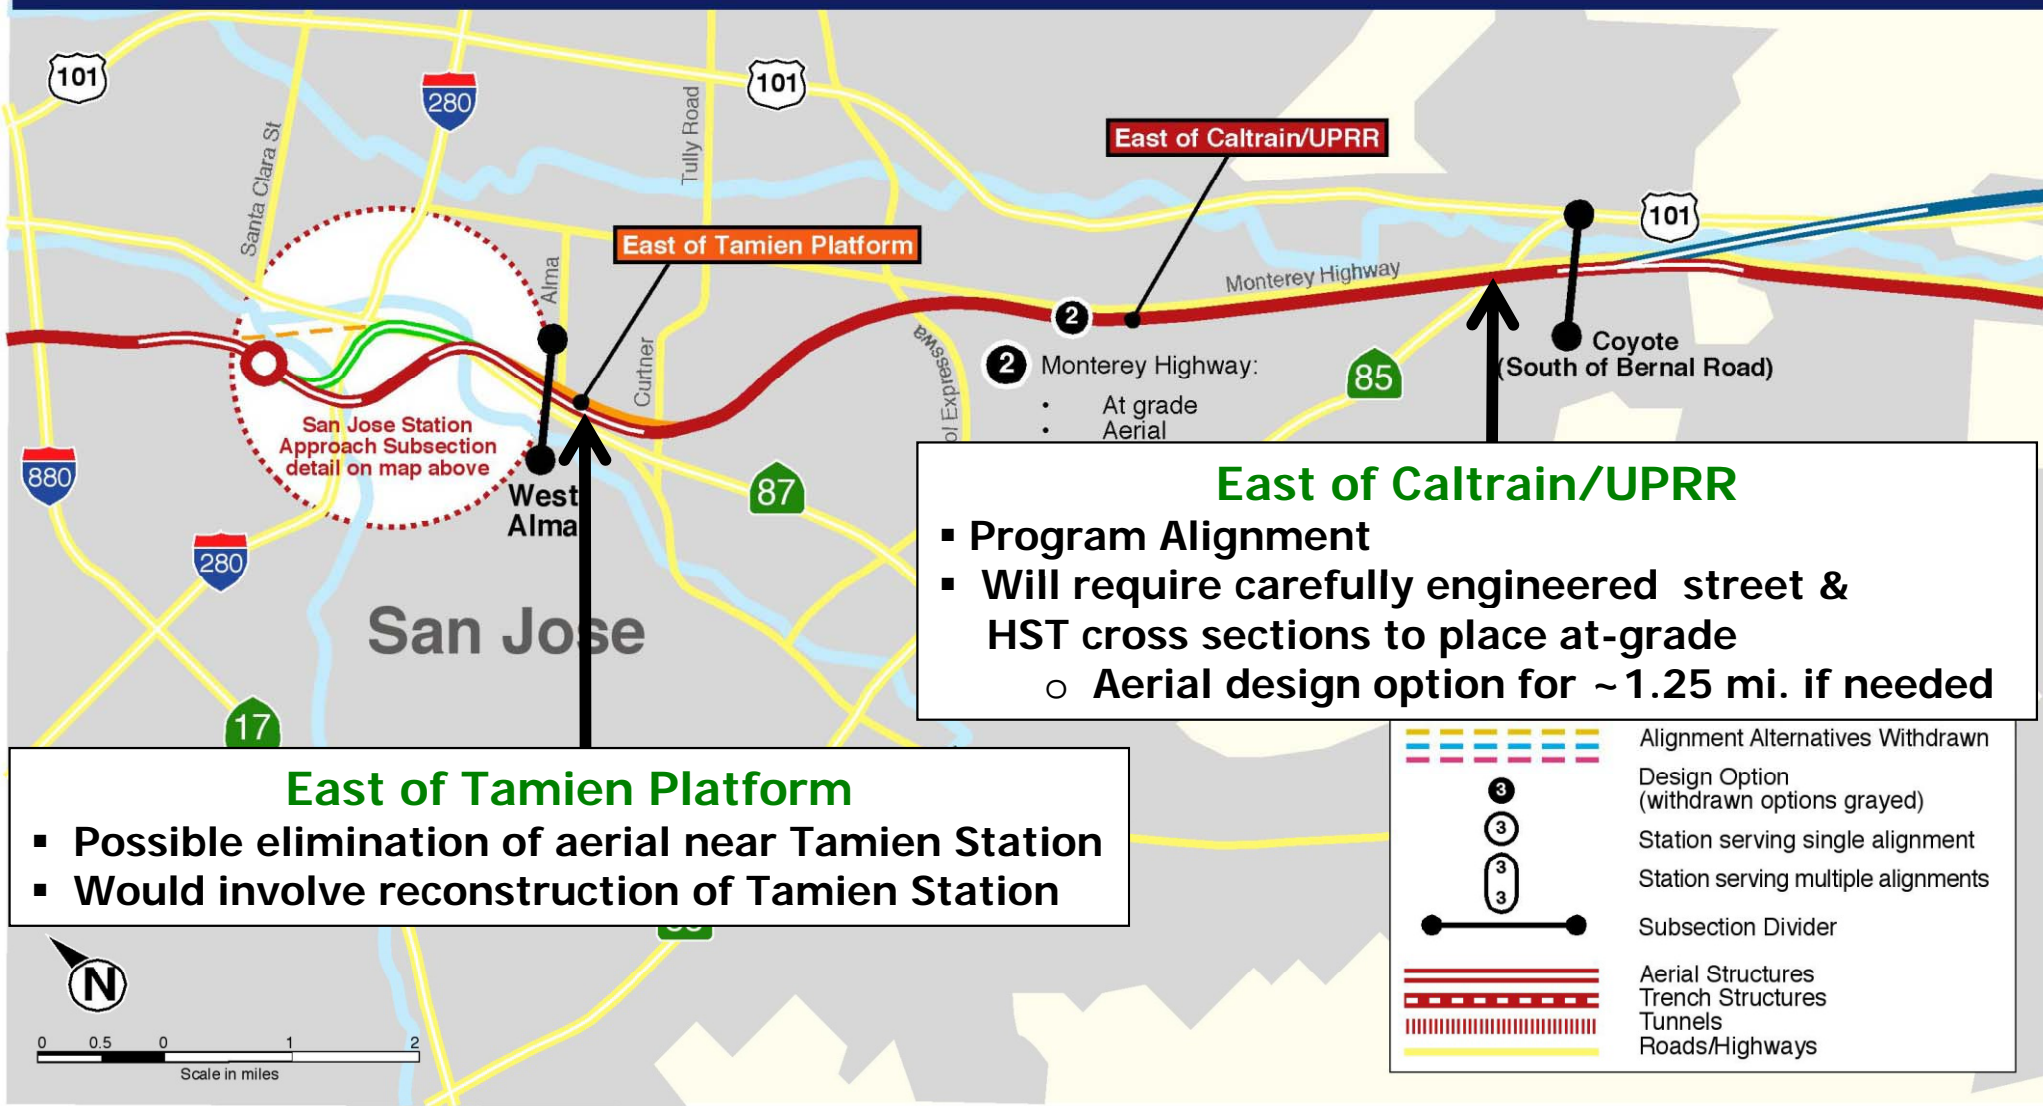 101
280
101
Santa Clara St
Tully Road
East of Caltrain/UPRR
101
East of Tamien Platform
Alma
Monterey Highway
2
Curtner
2 Monterey Highway:
• At grade
• Aerial
85
Coyote
(South of Bernal Road)
San Jose Station
Approach Subsection
detail on map above
880
West
Alma
87
280
San Jose
17
East of Caltrain/UPRR
▪ Program Alignment
▪ Will require carefully engineered street &
HST cross sections to place at-grade
o Aerial design option for ~1.25 mi. if needed
East of Tamien Platform
▪ Possible elimination of aerial near Tamien Station
▪ Would involve reconstruction of Tamien Station
Alignment Alternatives Withdrawn
3 Design Option
(withdrawn options grayed)
3 Station serving single alignment
3
3 Station serving multiple alignments
Subsection Divider
Aerial Structures
Trench Structures
Tunnels
Roads/Highways
N
0 0.5 0 1 2
Scale in miles